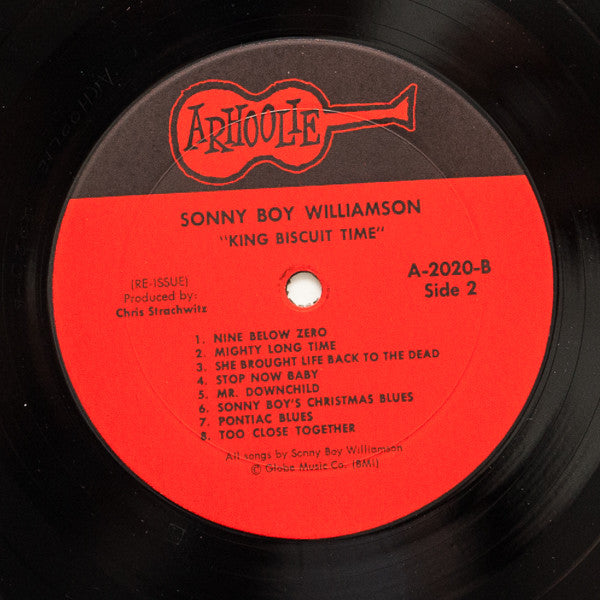 ARHOOLIE
SONNY BOY WILLIAMSON
"KING BISCUIT TIME"
(RE-ISSUE)
Produced by:
Chris Strachwitz
A-2020-B
Side 2
1. NINE BELOW ZERO
2. MIGHTY LONG TIME
3. SHE BROUGHT LIFE BACK TO THE DEAD
4. STOP NOW BABY
5. MR. DOWNCHILD
6. SONNY BOY'S CHRISTMAS BLUES
7. PONTIAC BLUES
8. TOO CLOSE TOGETHER
All songs by Sonny Boy Williamson
© Globe Music Co. (BMI)
ARHOOLIE